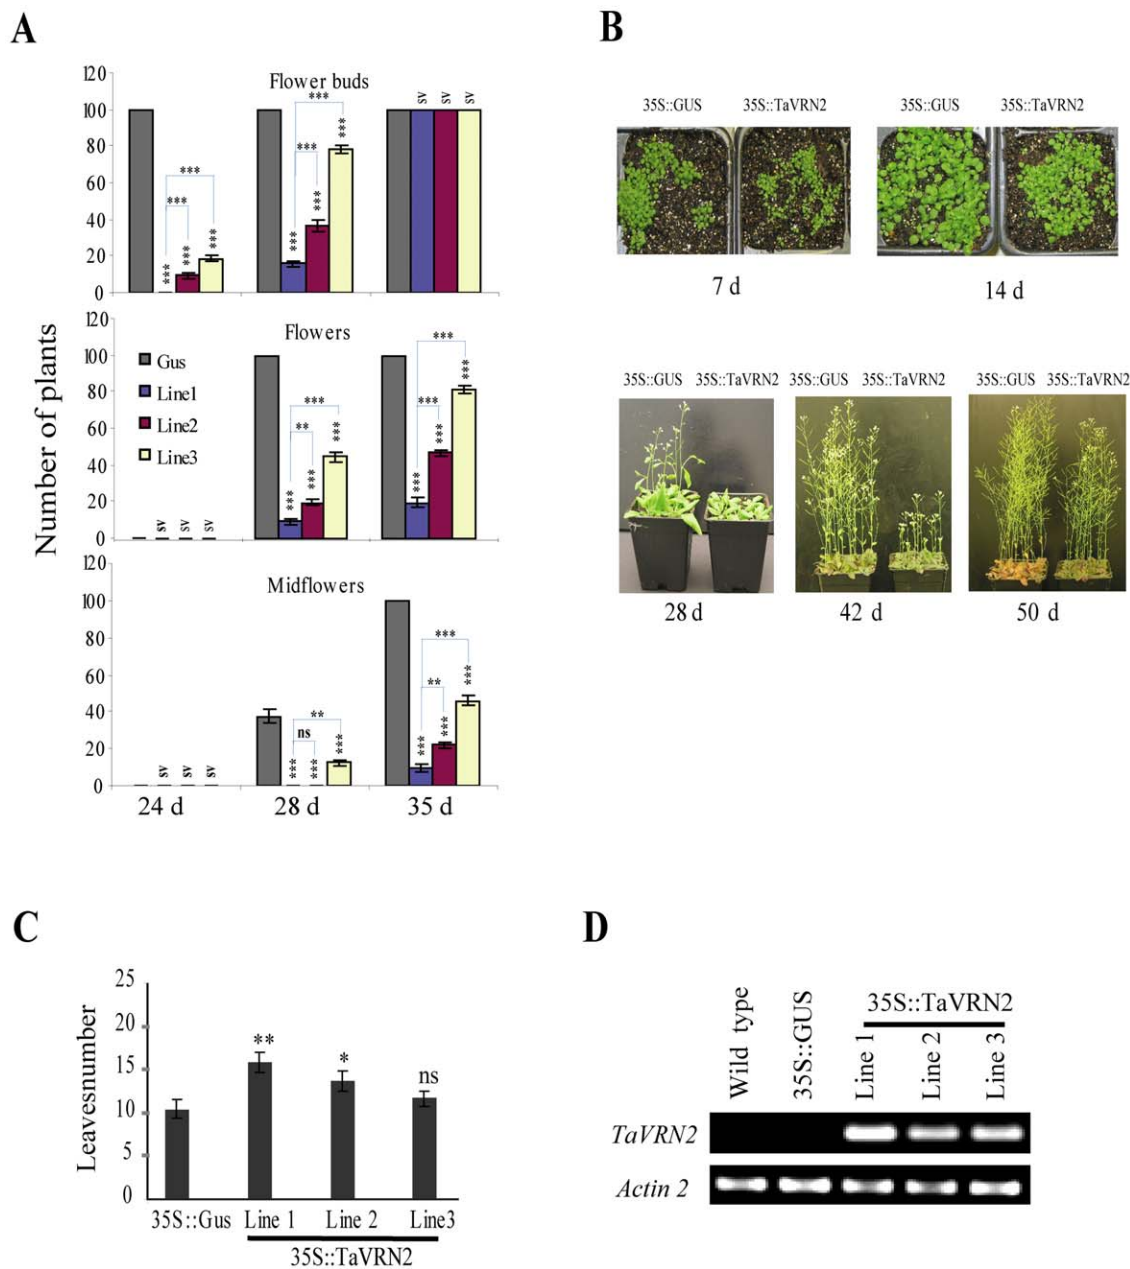 A
120
100
80
60
40
20
0
Flower buds
***
***
***
***
***
***
***
***
***
***
sv
sv
sv
Number of plants
120
100
80
60
40
20
0
Flowers
Gus
Line1
Line2
Line3
sv
sv
sv
***
**
***
***
***
***
***
***
***
***
120
100
80
60
40
20
0
Midflowers
sv
sv
sv
**
ns
***
***
***
***
**
***
***
***
24 d
28 d
35 d
B
35S::GUS
35S::TaVRN2
35S::GUS
35S::TaVRN2
7 d
14 d
35S::GUS
35S::TaVRN2
35S::GUS
35S::TaVRN2
35S::GUS
35S::TaVRN2
28 d
42 d
50 d
C
Leavesnumber
25
20
15
10
5
0
**
*
ns
35S::Gus
Line 1
Line 2
Line3
35S::TaVRN2
D
Wild type
35S::GUS
35S::TaVRN2
Line 1
Line 2
Line 3
TaVRN2
Actin 2